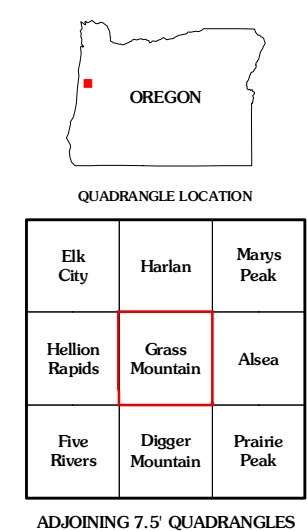 OREGON
QUADRANGLE LOCATION
Elk
City
Harlan
Marys
Peak
Hellion
Rapids
Grass
Mountain
Alsea
Five
Rivers
Digger
Mountain
Prairie
Peak
ADJOINING 7.5' QUADRANGLES